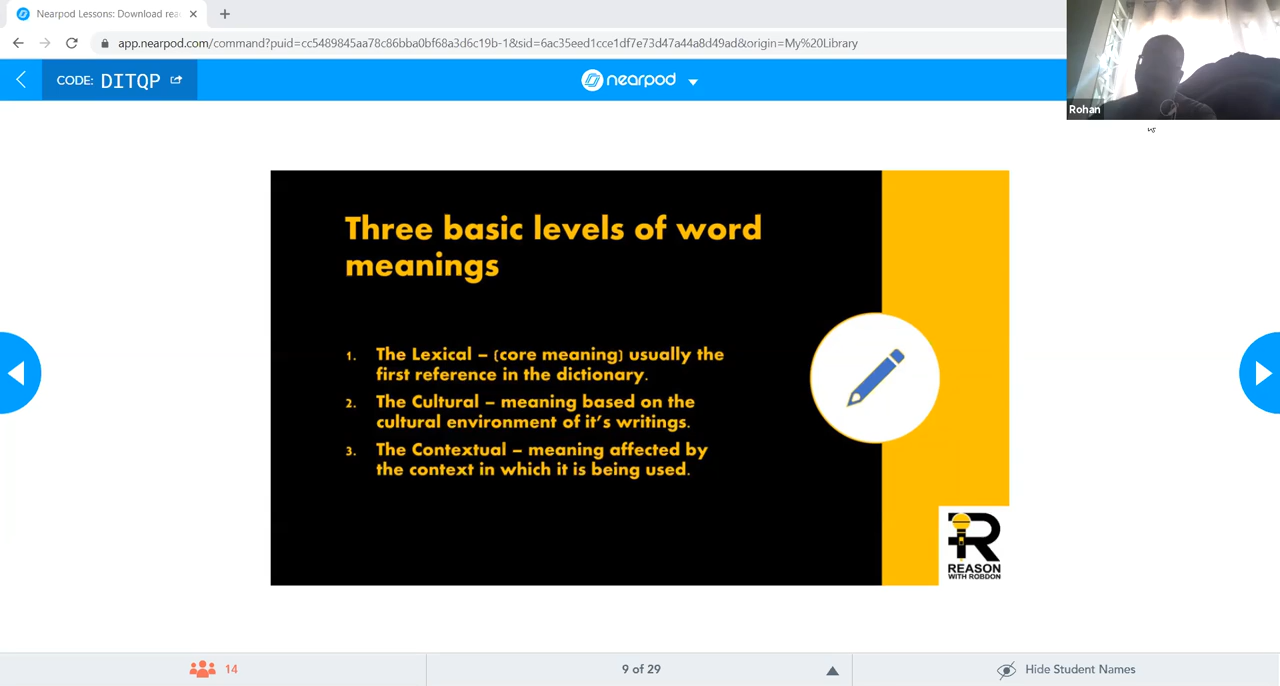 Nearpod Lessons: Download rea
app.nearpod.com/command?puid=cc5489845aa78c86bba0bf68a3d6c19b-1&sid=6ac35eed1cce1df7e73d47a44a8d49ad&origin=My%20Library
CODE: DITQP
nearpod
Rohan
Three basic levels of word
meanings
1. The Lexical – (core meaning) usually the
first reference in the dictionary.
2. The Cultural – meaning based on the
cultural environment of it's writings.
3. The Contextual – meaning affected by
the context in which it is being used.
R
REASON
WITH ROBDON
14
9 of 29
Hide Student Names